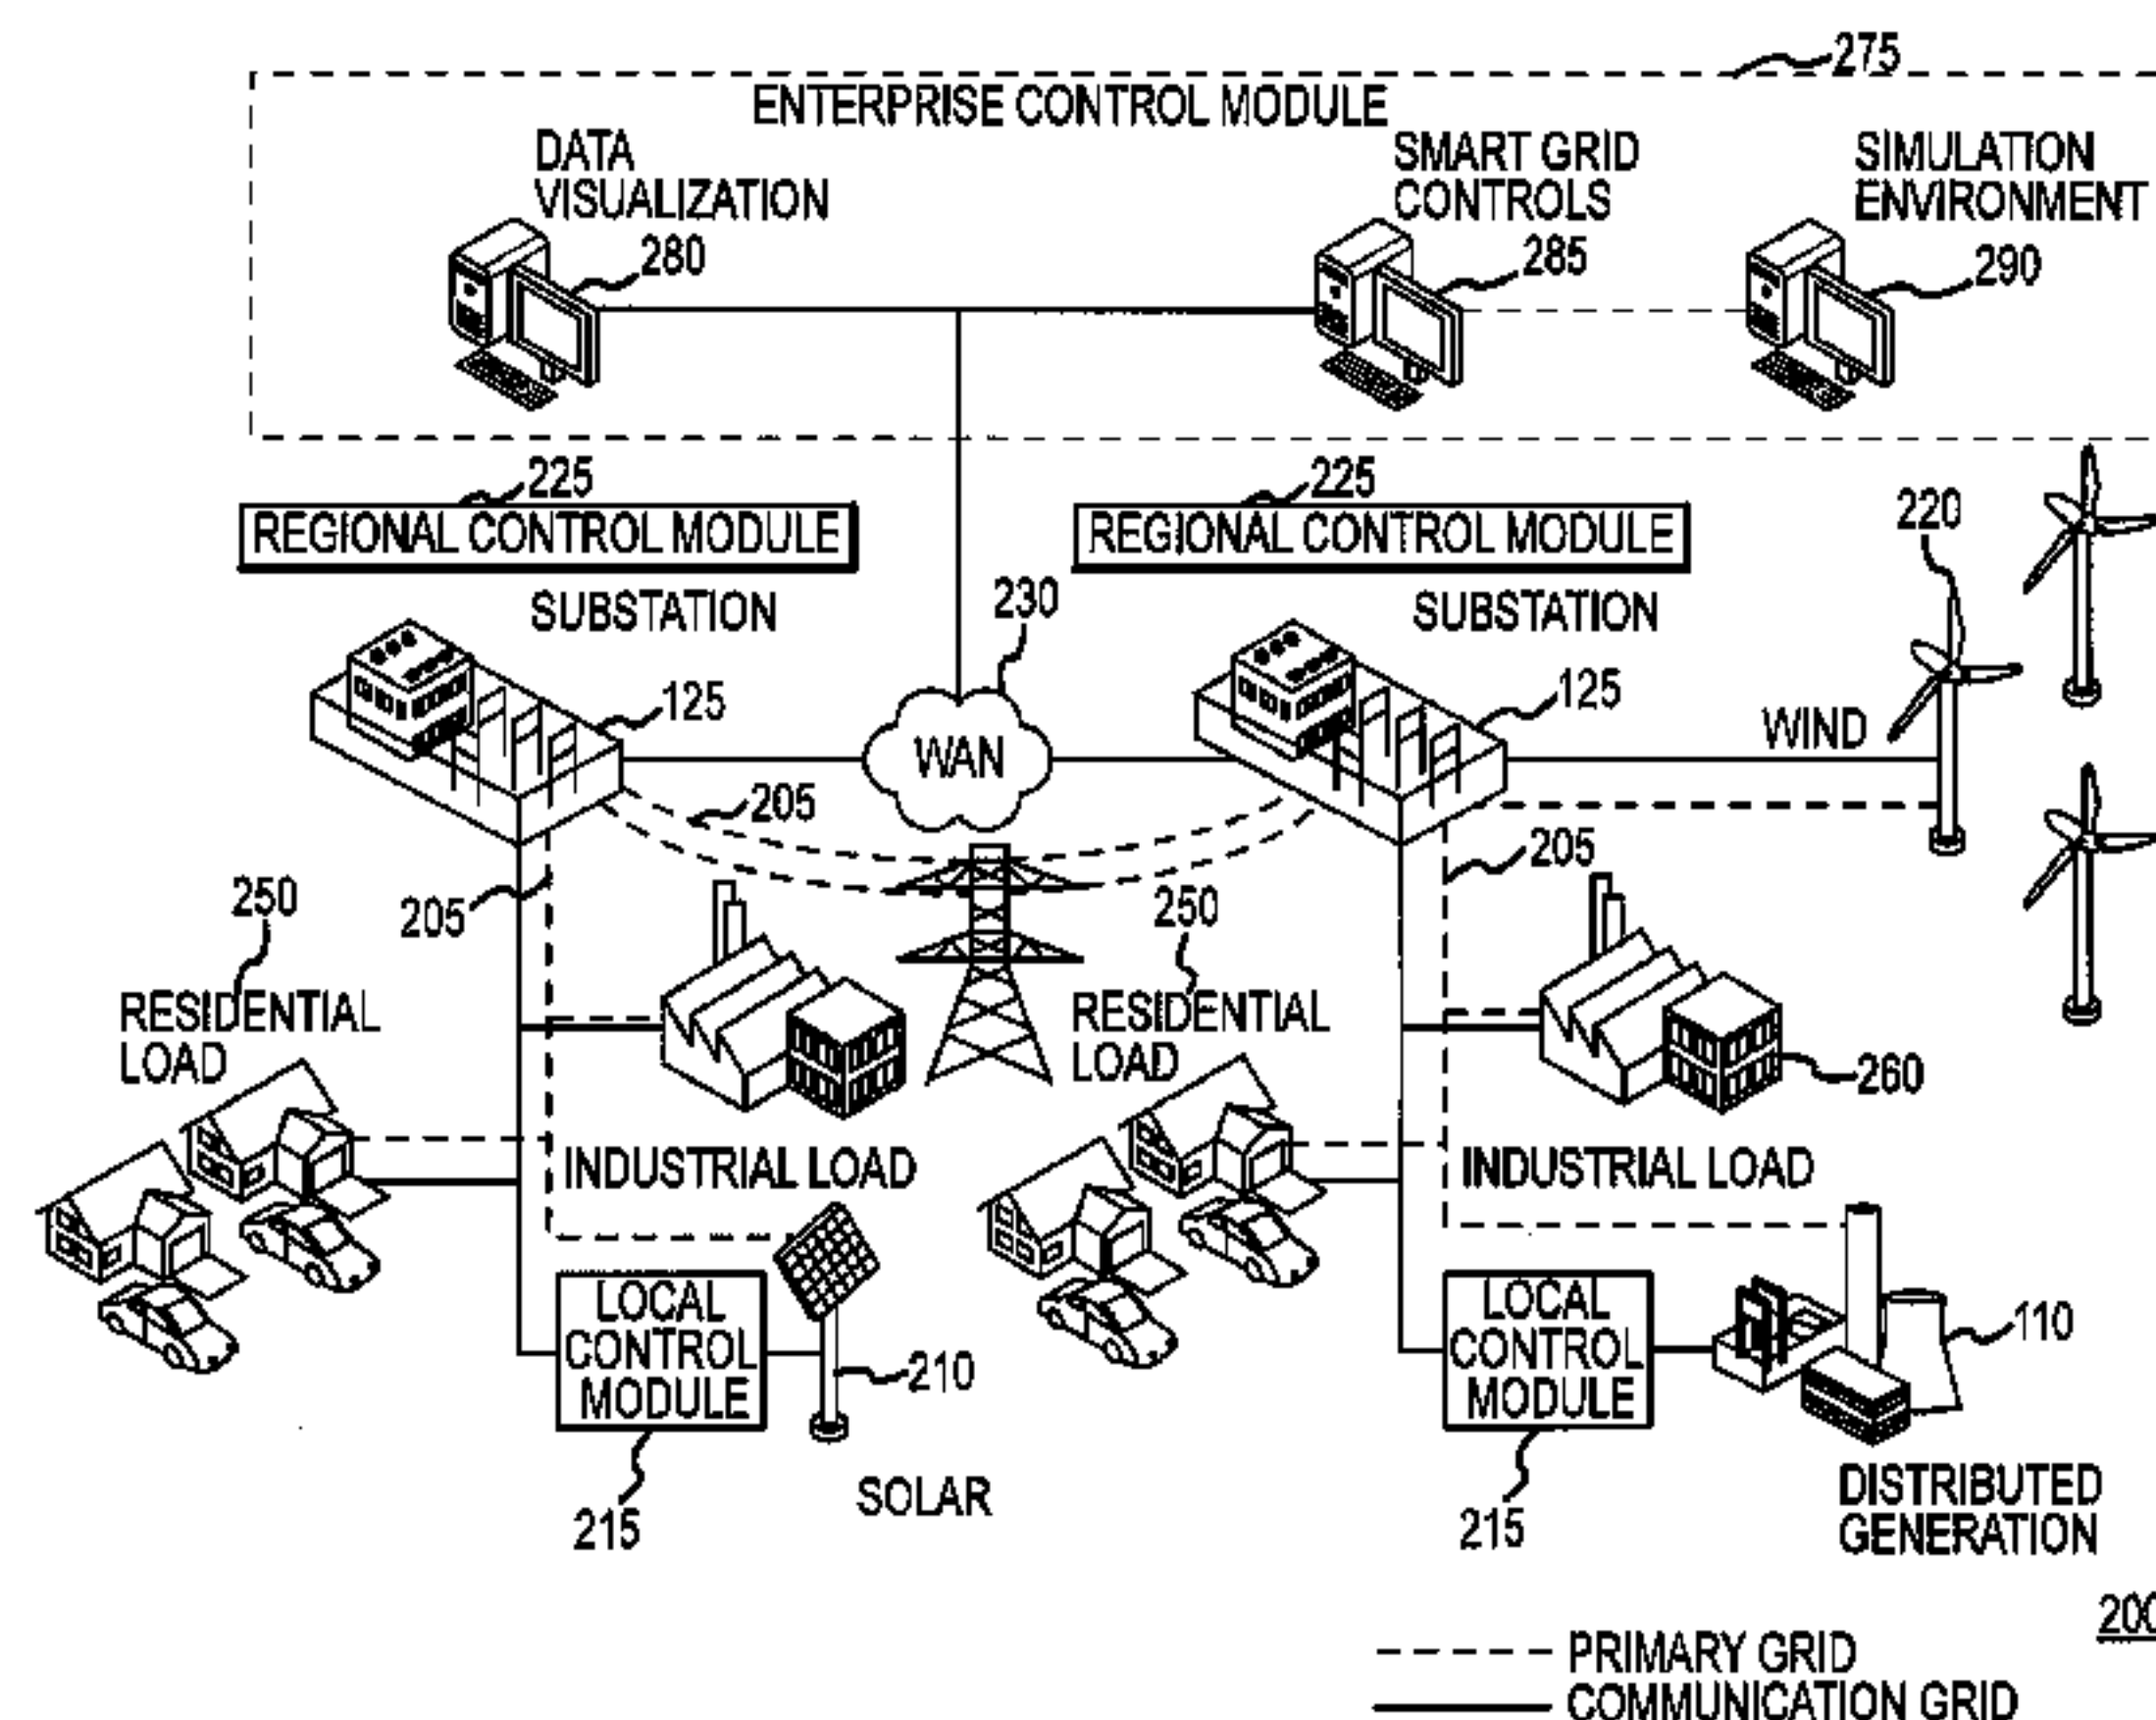 275
ENTERPRISE CONTROL MODULE
DATA
VISUALIZATION
280
SMART GRID
CONTROLS
285
SIMULATION
ENVIRONMENT
290
225
REGIONAL CONTROL MODULE
225
REGIONAL CONTROL MODULE
220
SUBSTATION
230
SUBSTATION
125
WAN
125
WIND
205
205
205
250
RESIDENTIAL
LOAD
250
RESIDENTIAL
LOAD
260
INDUSTRIAL LOAD
INDUSTRIAL LOAD
LOCAL
CONTROL
MODULE
210
LOCAL
CONTROL
MODULE
110
215
SOLAR
215
DISTRIBUTED
GENERATION
PRIMARY GRID
COMMUNICATION GRID